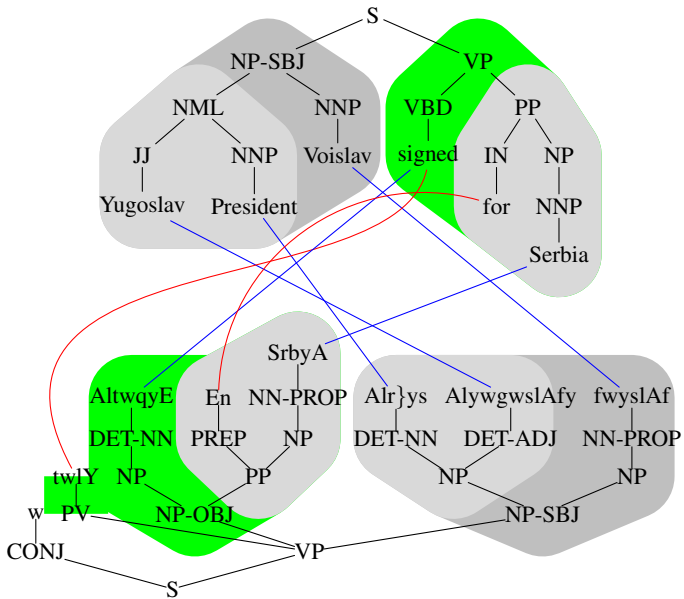 S
NP-SBJ VP
NML NNP VBD PP
JJ NNP Voislav signed IN NP
Yugoslav President for NNP
Serbia
SrbyA
AltwqyE En NN-PROP Alr}ys AlywgwslAfy fwyslAf
DET-NN PREP NP DET-NN DET-ADJ NN-PROP
twlY NP PP NP NP
w PV NP-OBJ NP-SBJ
CONJ VP
S